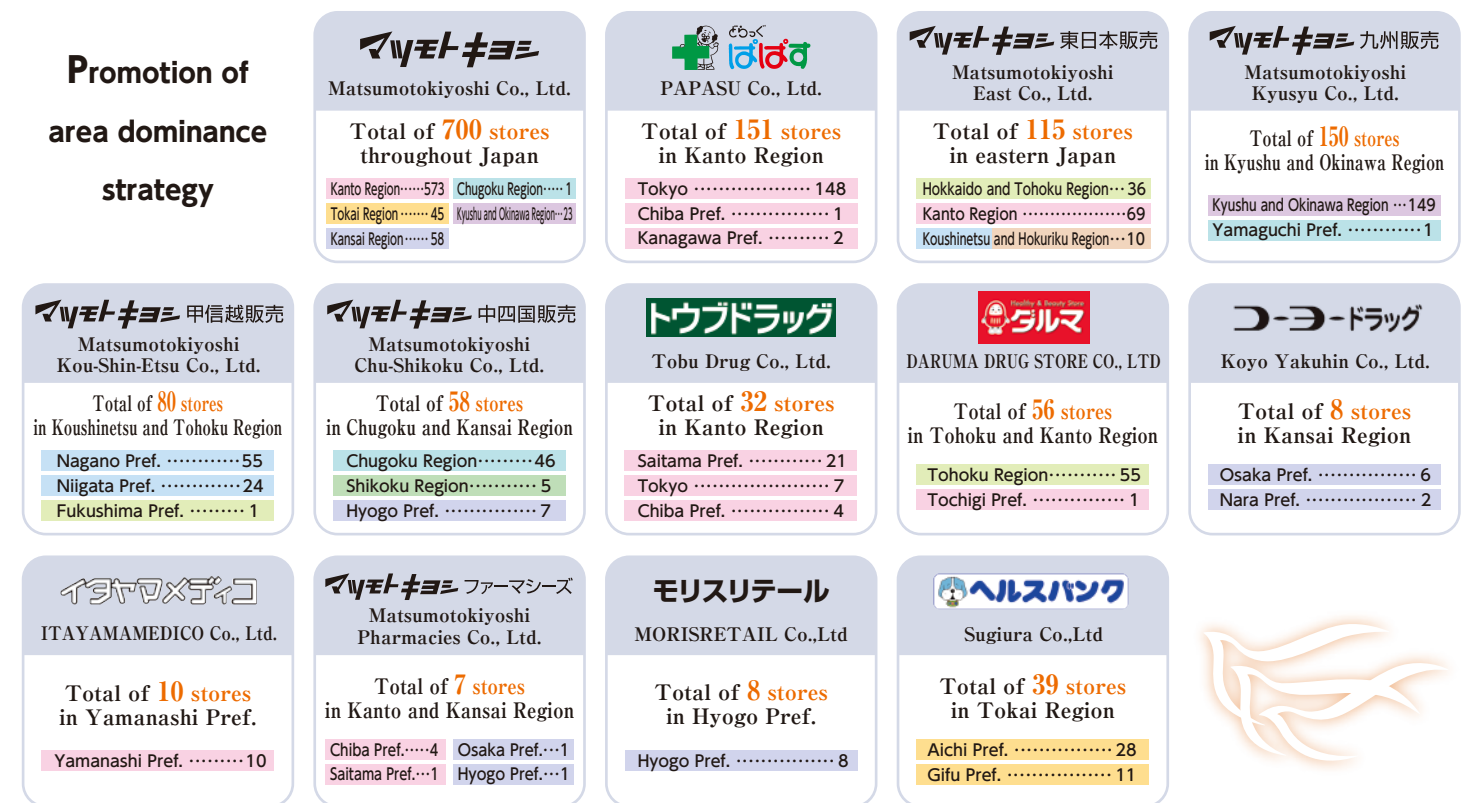 Promotion of
area dominance
strategy
マツモトキヨシ
Matsumotokiyoshi Co., Ltd.
Total of 700 stores
throughout Japan
Kanto Region……573
Chugoku Region…… 1
Tokai Region ……… 45
Kyushu and Okinawa Region…23
Kansai Region…… 58
どらっぐ
ぱぱす
PAPASU Co., Ltd.
Total of 151 stores
in Kanto Region
Tokyo ………………… 148
Chiba Pref. ……………… 1
Kanagawa Pref. ………… 2
マツモトキヨシ 東日本販売
Matsumotokiyoshi
East Co., Ltd.
Total of 115 stores
in eastern Japan
Hokkaido and Tohoku Region… 36
Kanto Region …………………69
Koushinetsu and Hokuriku Region…10
マツモトキヨシ 九州販売
Matsumotokiyoshi
Kyusyu Co., Ltd.
Total of 150 stores
in Kyushu and Okinawa Region
Kyushu and Okinawa Region …149
Yamaguchi Pref. …………1
マツモトキヨシ 甲信越販売
Matsumotokiyoshi
Kou-Shin-Etsu Co., Ltd.
Total of 80 stores
in Koushinetsu and Tohoku Region
Nagano Pref. …………55
Niigata Pref. ……………24
Fukushima Pref. ……… 1
マツモトキヨシ 中四国販売
Matsumotokiyoshi
Chu-Shikoku Co., Ltd.
Total of 58 stores
in Chugoku and Kansai Region
Chugoku Region………46
Shikoku Region………… 5
Hyogo Pref. …………… 7
トウブドラッグ
Tobu Drug Co., Ltd.
Total of 32 stores
in Kanto Region
Saitama Pref. …………… 21
Tokyo …………………… 7
Chiba Pref. ……………… 4
Healthy & Beauty Store
ダルマ
DARUMA DRUG STORE CO., LTD
Total of 56 stores
in Tohoku and Kanto Region
Tohoku Region……………55
Tochigi Pref. …………… 1
コーヨードラッグ
Koyo Yakuhin Co., Ltd.
Total of 8 stores
in Kansai Region
Osaka Pref. ……………… 6
Nara Pref. ……………… 2
イタヤマメディコ
ITAYAMAMEDICO Co., Ltd.
Total of 10 stores
in Yamanashi Pref.
Yamanashi Pref. ………10
マツモトキヨシ ファーマシーズ
Matsumotokiyoshi
Pharmacies Co., Ltd.
Total of 7 stores
in Kanto and Kansai Region
Chiba Pref.……4
Osaka Pref.…1
Saitama Pref.…1
Hyogo Pref.…1
モリスリテール
MORISRETAIL Co.,Ltd
Total of 8 stores
in Hyogo Pref.
Hyogo Pref. ……………… 8
ヘルスバンク
Sugiura Co.,Ltd
Total of 39 stores
in Tokai Region
Aichi Pref. ……………… 28
Gifu Pref. ……………… 11